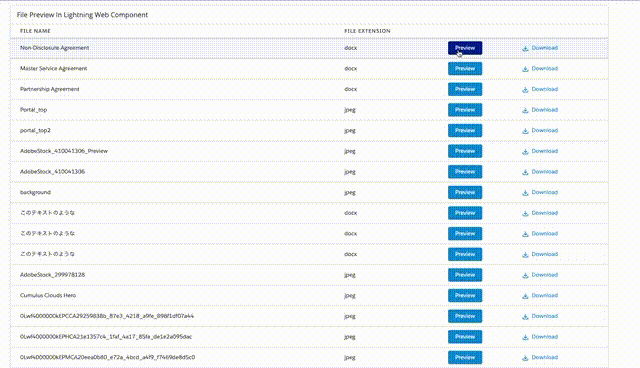 File Preview In Lightning Web Component
FILE NAME FILE EXTENSION
Non-Disclosure Agreement docx Preview Download
Master Service Agreement docx Preview Download
Partnership Agreement docx Preview Download
Portal_top jpeg Preview Download
portal_top2 jpeg Preview Download
AdobeStock_410041306_Preview jpeg Preview Download
AdobeStock_410041306 jpeg Preview Download
background jpeg Preview Download
このテキストのような docx Preview Download
このテキストのような docx Preview Download
このテキストのような docx Preview Download
AdobeStock_299978128 jpeg Preview Download
Cumulus Clouds Hero jpeg Preview Download
jpeg Preview Download
jpeg Preview Download
jpeg Preview Download